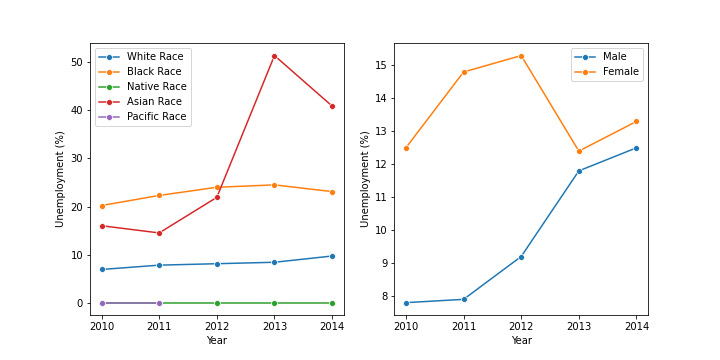 White Race
Black Race
Native Race
Asian Race
Pacific Race
50
40
30
20
10
0
Unemployment (%)
2010 2011 2012 2013 2014
Year
Male
Female
15
14
13
12
11
10
9
8
Unemployment (%)
2010 2011 2012 2013 2014
Year